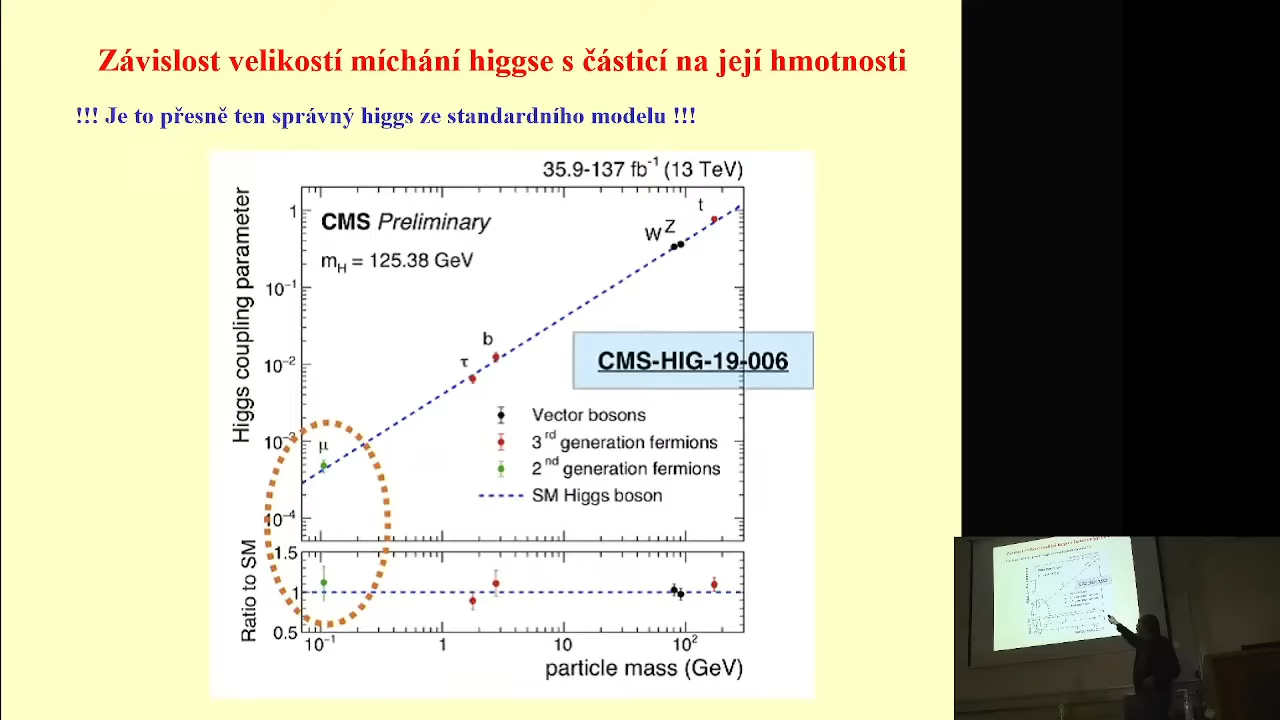 Závislost velikostí míchání higgse s částicí na její hmotnosti
!!! Je to přesně ten správný higgs ze standardního modelu !!!
35.9-137 fb-1 (13 TeV)
Higgs coupling parameter
1
10-1
10-2
10-3
10-4
CMS Preliminary
mH = 125.38 GeV
t
W Z
b
τ
μ
CMS-HIG-19-006
Vector bosons
3rd generation fermions
2nd generation fermions
SM Higgs boson
Ratio to SM
1.5
1
0.5
10-1
1
10
102
particle mass (GeV)